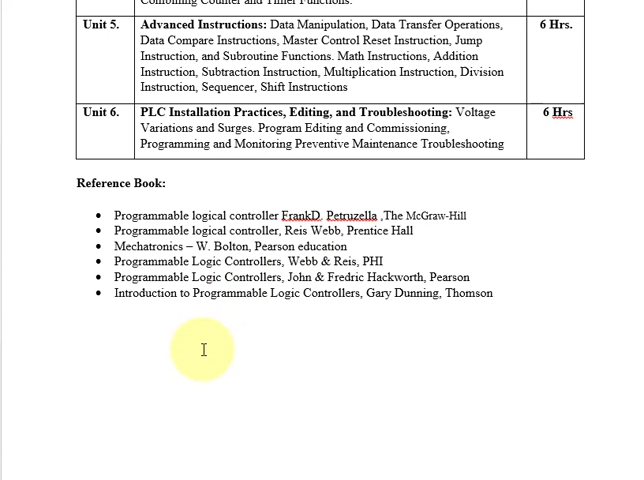 Combining Counter and Timer Functions.
Unit 5.
Advanced Instructions: Data Manipulation, Data Transfer Operations,
Data Compare Instructions, Master Control Reset Instruction, Jump
Instruction, and Subroutine Functions. Math Instructions, Addition
Instruction, Subtraction Instruction, Multiplication Instruction, Division
Instruction, Sequencer, Shift Instructions
6 Hrs.
Unit 6.
PLC Installation Practices, Editing, and Troubleshooting: Voltage
Variations and Surges. Program Editing and Commissioning,
Programming and Monitoring Preventive Maintenance Troubleshooting
6 Hrs
Reference Book:
• Programmable logical controller FrankD. Petruzella ,The McGraw-Hill
• Programmable logical controller, Reis Webb, Prentice Hall
• Mechatronics – W. Bolton, Pearson education
• Programmable Logic Controllers, Webb & Reis, PHI
• Programmable Logic Controllers, John & Fredric Hackworth, Pearson
• Introduction to Programmable Logic Controllers, Gary Dunning, Thomson